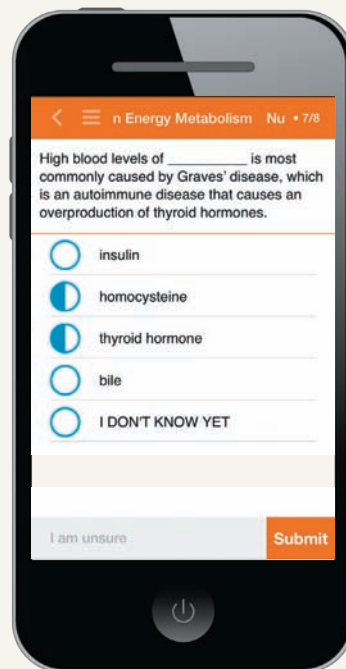 n Energy Metabolism Nu • 7/8
High blood levels of __________ is most
commonly caused by Graves' disease, which
is an autoimmune disease that causes an
overproduction of thyroid hormones.
insulin
homocysteine
thyroid hormone
bile
I DON'T KNOW YET
I am unsure Submit